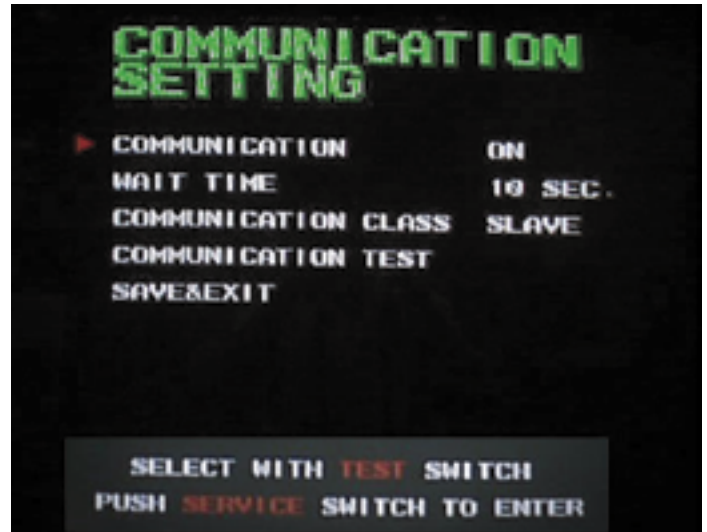 COMMUNICATION
SETTING
COMMUNICATION ON
WAIT TIME 10 SEC.
COMMUNICATION CLASS SLAVE
COMMUNICATION TEST
SAVE&EXIT
SELECT WITH TEST SWITCH
PUSH SERVICE SWITCH TO ENTER